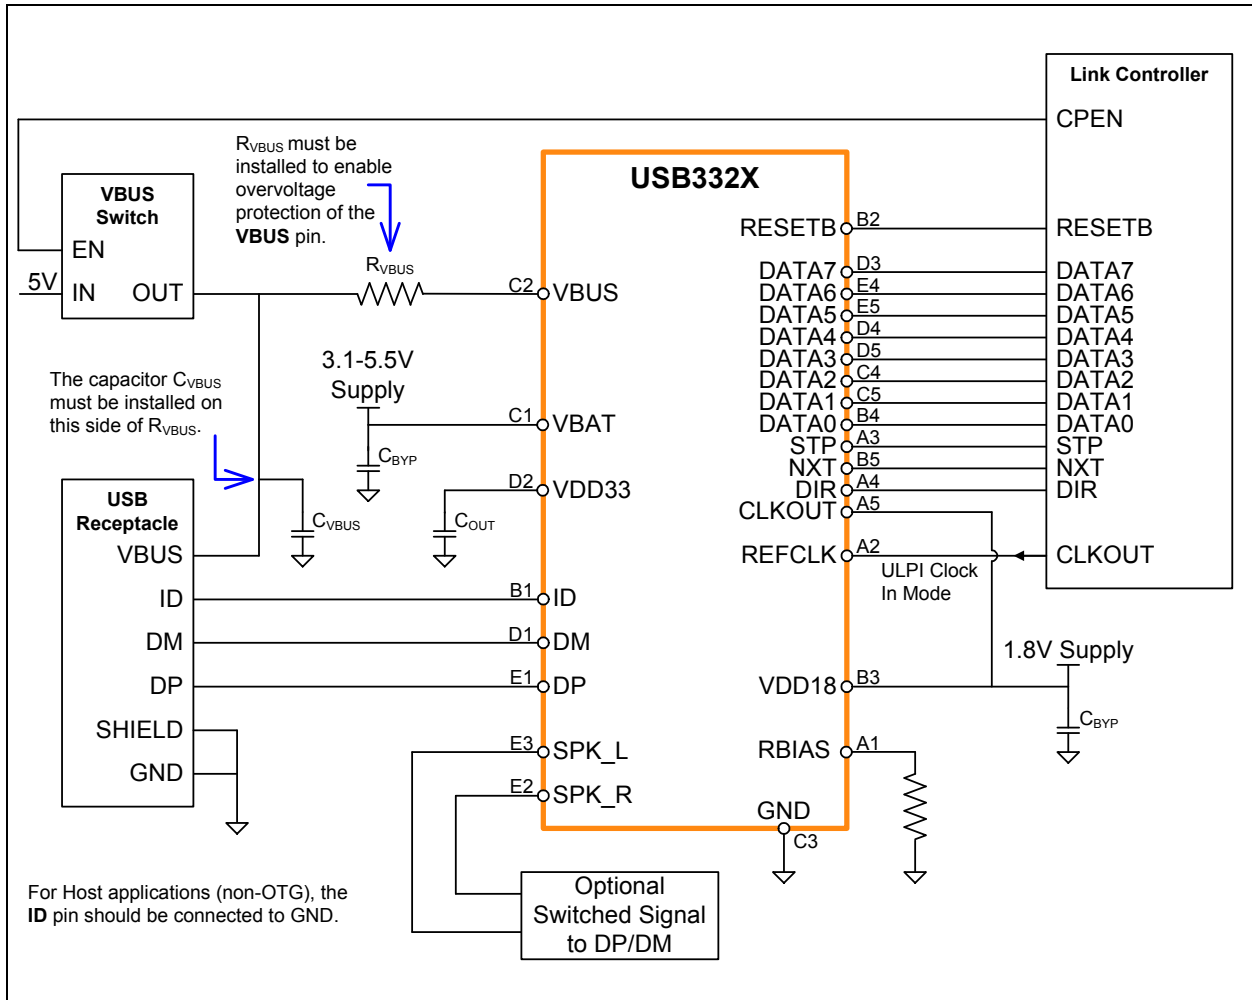 Link Controller
CPEN
RVBUS must be
installed to enable
overvoltage
protection of the
VBUS pin.
USB332X
VBUS
Switch
EN
5V
IN
OUT
RVBUS
C2
VBUS
RESETB
B2
RESETB
DATA7
D3
DATA7
DATA6
E4
DATA6
DATA5
E5
DATA5
DATA4
D4
DATA4
DATA3
D5
DATA3
DATA2
C4
DATA2
DATA1
C5
DATA1
DATA0
B4
DATA0
STP
A3
STP
NXT
B5
NXT
DIR
A4
DIR
CLKOUT
A5
REFCLK
A2
CLKOUT
ULPI Clock
In Mode
3.1-5.5V
Supply
C1
VBAT
CBYP
The capacitor CVBUS
must be installed on
this side of RVBUS.
D2
VDD33
COUT
CVBUS
USB
Receptacle
VBUS
ID
B1
ID
DM
D1
DM
DP
E1
DP
SHIELD
GND
1.8V Supply
VDD18
B3
CBYP
E3
SPK_L
RBIAS
A1
E2
SPK_R
GND
C3
For Host applications (non-OTG), the
ID pin should be connected to GND.
Optional
Switched Signal
to DP/DM